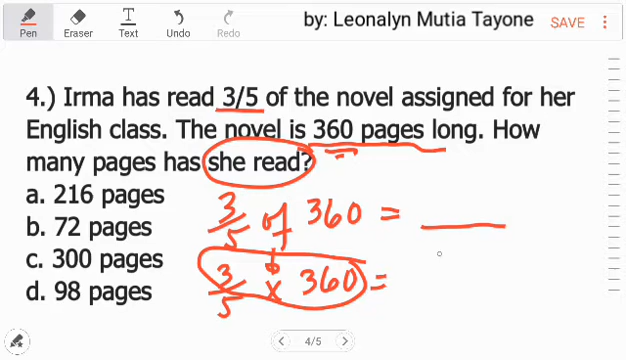 by: Leonalyn Mutia Tayone
Pen Eraser Text Undo Redo SAVE
4.) Irma has read 3/5 of the novel assigned for her
English class. The novel is 360 pages long. How
many pages has she read?
a. 216 pages
b. 72 pages
c. 300 pages
d. 98 pages
3/5 of 360 = ____
3/5 x 360 =
4/5